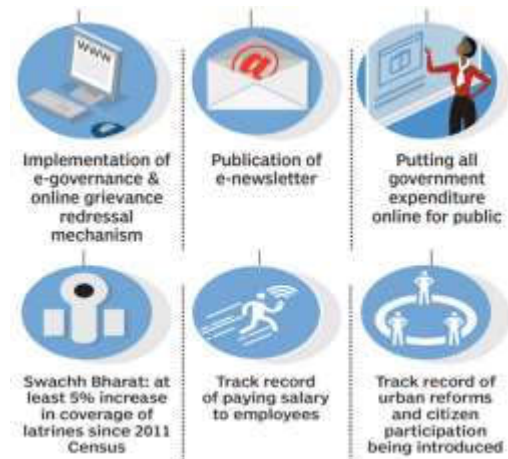 WWW
@
Implementation of
e-governance &
online grievance
redressal
mechanism
Publication of
e-newsletter
Putting all
government
expenditure
online for public
Swachh Bharat: at
least 5% increase
in coverage of
latrines since 2011
Census
Track record
of paying salary
to employees
Track record of
urban reforms
and citizen
participation
being introduced